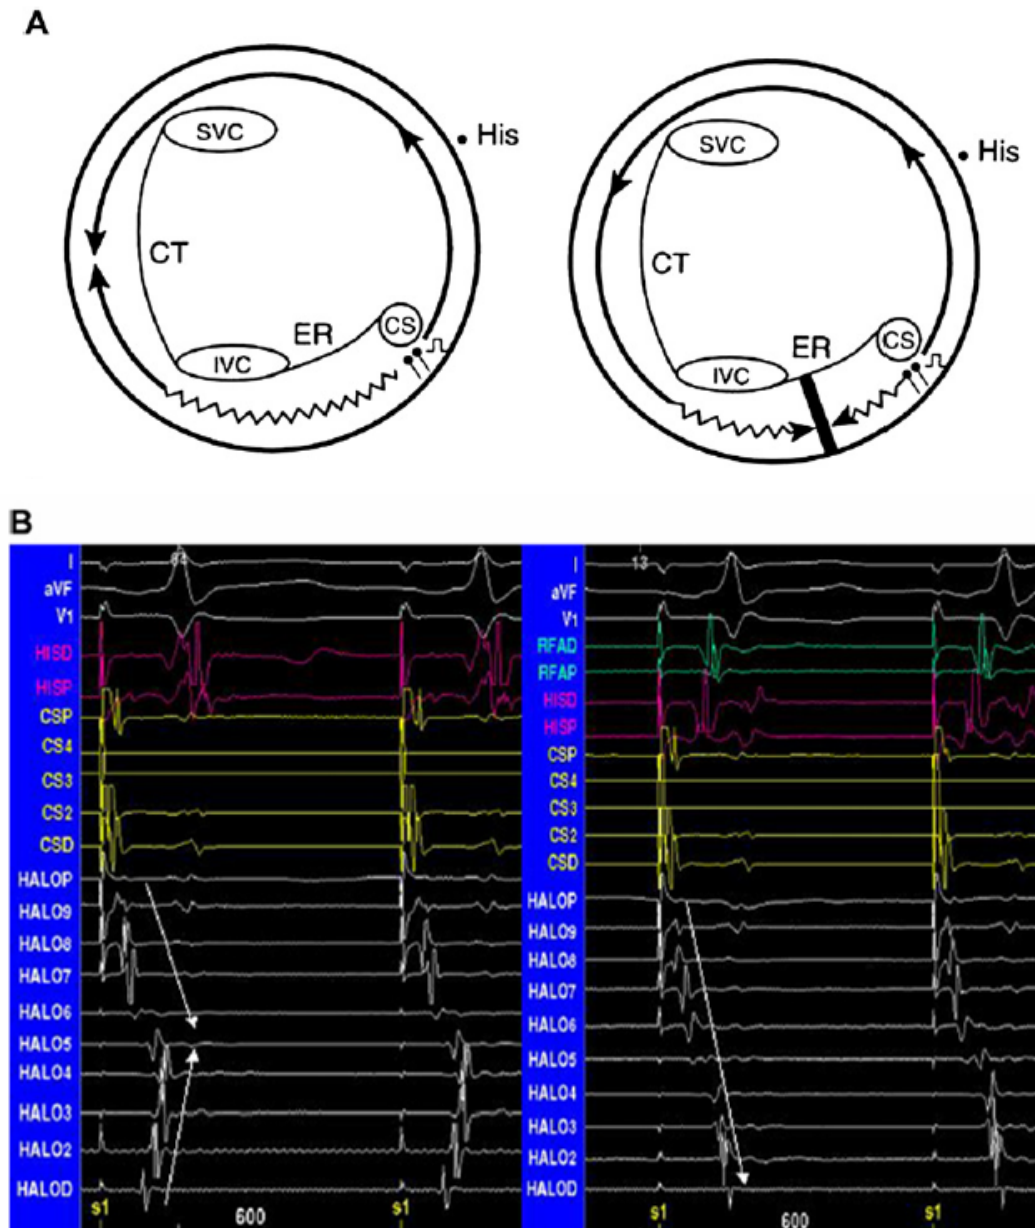 A
SVC
His
CT
ER
CS
IVC
SVC
His
CT
ER
CS
IVC
B
I
aVF
V1
HISD
HISP
CSP
CS4
CS3
CS2
CSD
HALOP
HALO9
HALO8
HALO7
HALO6
HALO5
HALO4
HALO3
HALO2
HALOD
s1
600
s1
I
13
aVF
V1
RFAD
RFAP
HISD
HISP
CSP
CS4
CS3
CS2
CSD
HALOP
HALO9
HALO8
HALO7
HALO6
HALO5
HALO4
HALO3
HALO2
HALOD
s1
600
s1